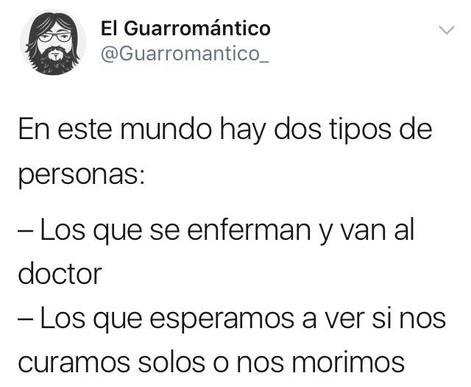 El Guarromántico
@Guarromantico_
En este mundo hay dos tipos de
personas:
– Los que se enferman y van al
doctor
– Los que esperamos a ver si nos
curamos solos o nos morimos